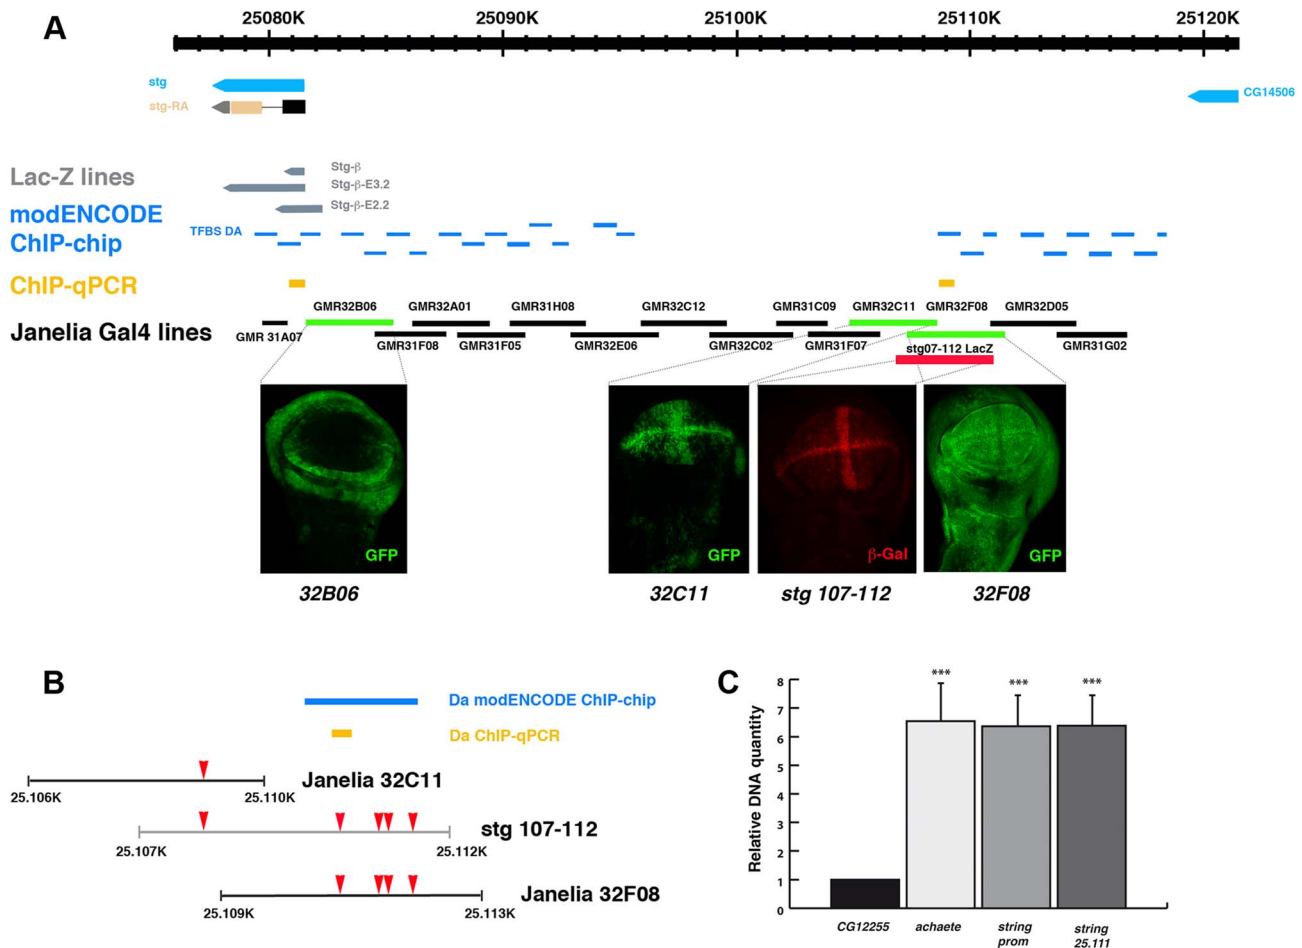 A
25080K 25090K 25100K 25110K 25120K
stg
stg-RA
CG14506
Lac-Z lines
Stg-β
Stg-β-E3.2
Stg-β-E2.2
modENCODE
ChIP-chip
TFBS DA
ChIP-qPCR
Janelia Gal4 lines
GMR32B06 GMR32A01 GMR31H08 GMR32C12 GMR31C09 GMR32C11 GMR32F08 GMR32D05
GMR 31A07 GMR31F08 GMR31F05 GMR32E06 GMR32C02 GMR31F07 GMR31G02
stg07-112 LacZ
GFP GFP β-Gal GFP
32B06 32C11 stg 107-112 32F08
B
Da modENCODE ChIP-chip
Da ChIP-qPCR
Janelia 32C11
25.106K 25.110K
stg 107-112
25.107K 25.112K
Janelia 32F08
25.109K 25.113K
C
Relative DNA quantity
8
7
6
5
4
3
2
1
0
*** *** ***
CG12255 achaete string prom string 25.111